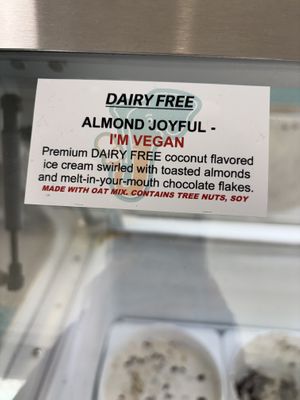 DAIRY FREE
ALMOND JOYFUL -
I'M VEGAN
Premium DAIRY FREE coconut flavored
ice cream swirled with toasted almonds
and melt-in-your-mouth chocolate flakes.
MADE WITH OAT MIX. CONTAINS TREE NUTS, SOY